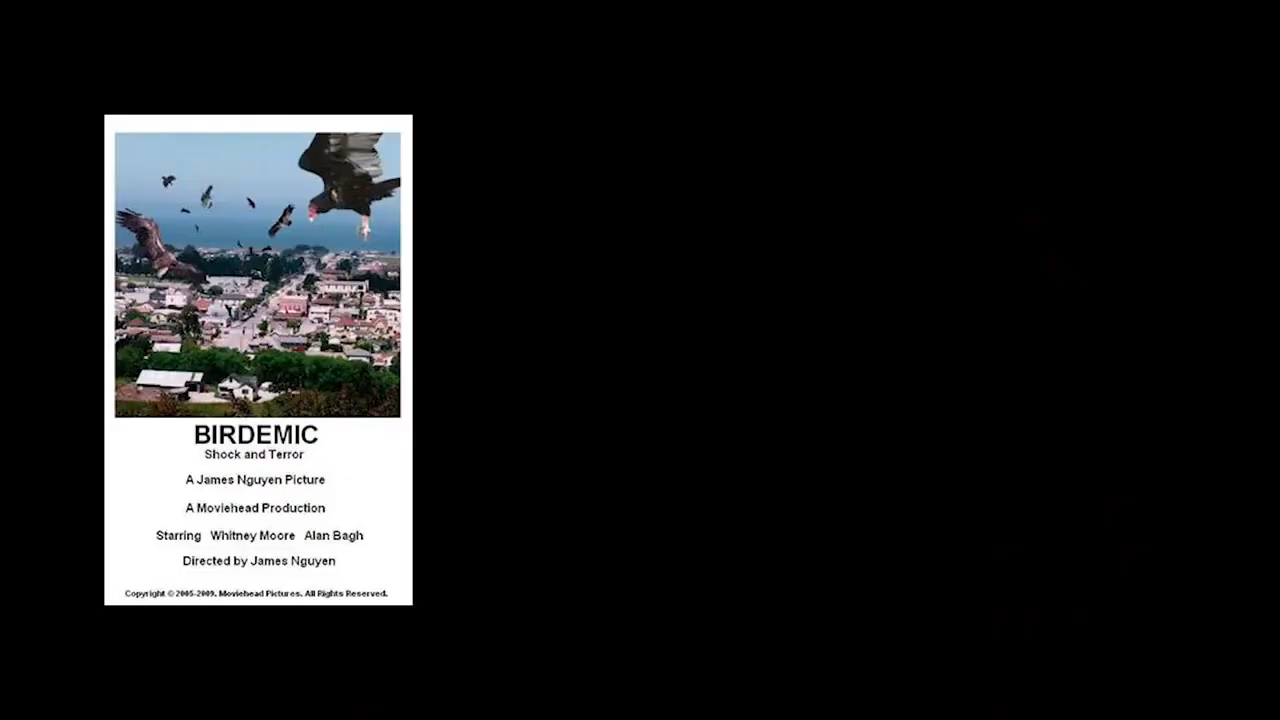 BIRDEMIC
Shock and Terror
A James Nguyen Picture
A Moviehead Production
Starring Whitney Moore Alan Bagh
Directed by James Nguyen
Copyright © 2005-2009. Moviehead Pictures. All Rights Reserved.